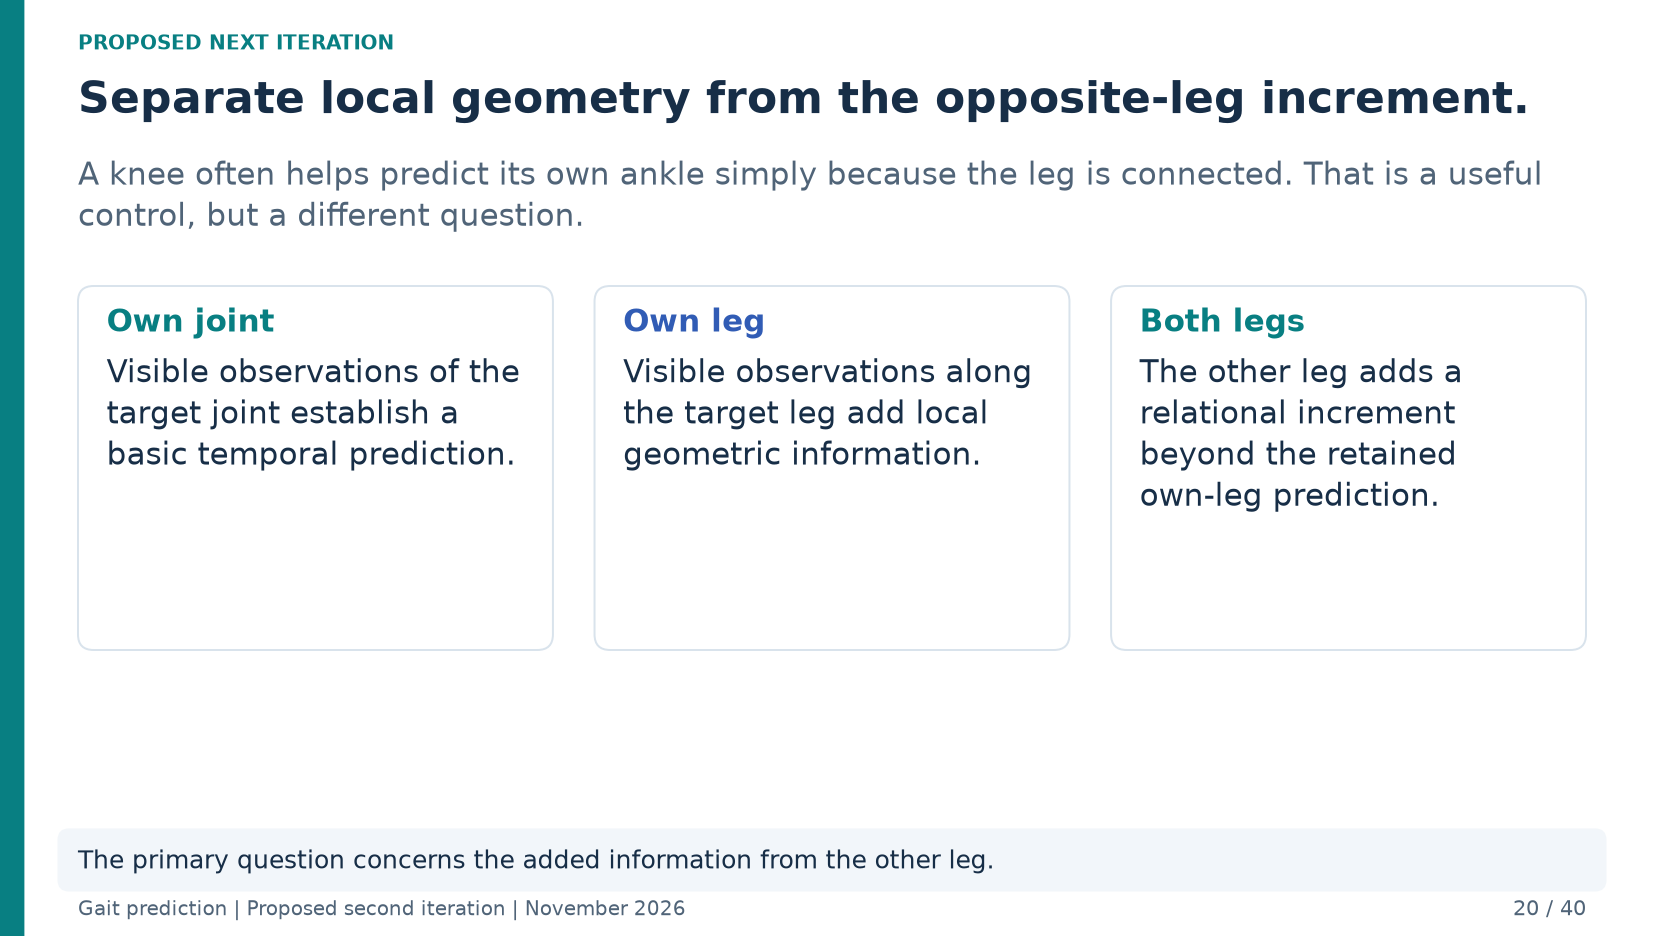 PROPOSED NEXT ITERATION
Separate local geometry from the opposite-leg increment.
A knee often helps predict its own ankle simply because the leg is connected. That is a useful
control, but a different question.
Own joint
Visible observations of the
target joint establish a
basic temporal prediction.
Own leg
Visible observations along
the target leg add local
geometric information.
Both legs
The other leg adds a
relational increment
beyond the retained
own-leg prediction.
The primary question concerns the added information from the other leg.
Gait prediction | Proposed second iteration | November 2026
20 / 40